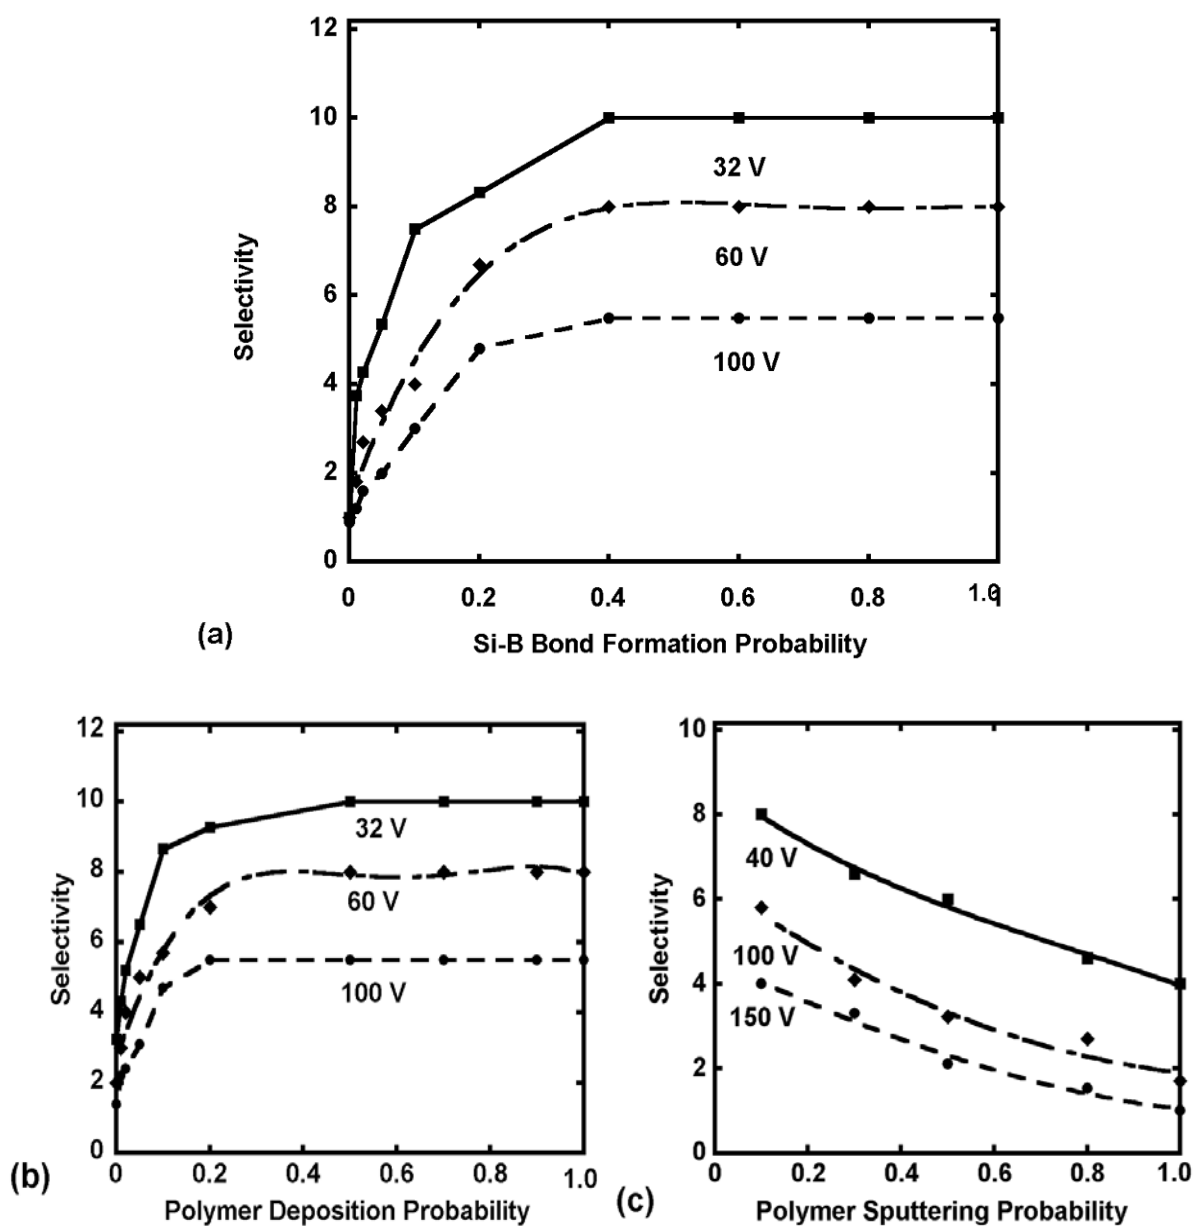 12
10
8
6
4
2
0
Selectivity
32 V
60 V
100 V
0 0.2 0.4 0.6 0.8 1.0
(a)
Si-B Bond Formation Probability
12
10
8
6
4
2
0
Selectivity
32 V
60 V
100 V
0 0.2 0.4 0.6 0.8 1.0
(b)
Polymer Deposition Probability
10
8
6
4
2
0
Selectivity
40 V
100 V
150 V
0 0.2 0.4 0.6 0.8 1.0
(c)
Polymer Sputtering Probability